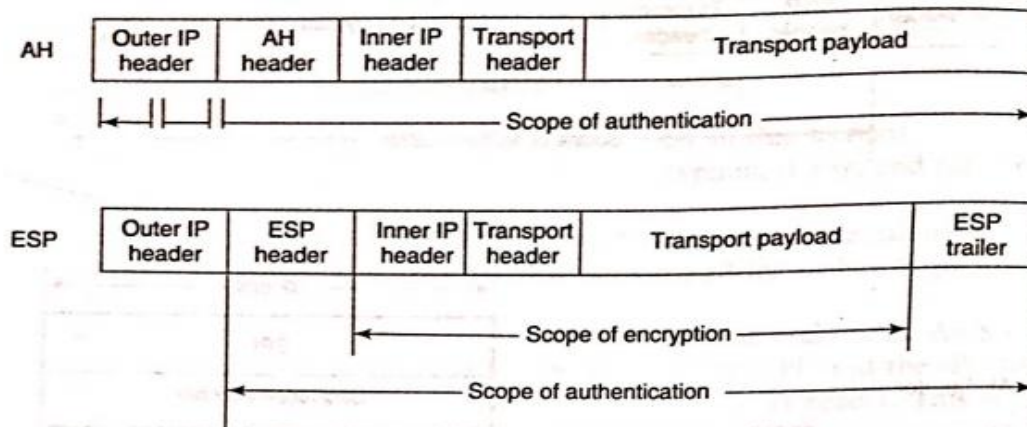 AH
Outer IP header
AH header
Inner IP header
Transport header
Transport payload
Scope of authentication
ESP
Outer IP header
ESP header
Inner IP header
Transport header
Transport payload
ESP trailer
Scope of encryption
Scope of authentication